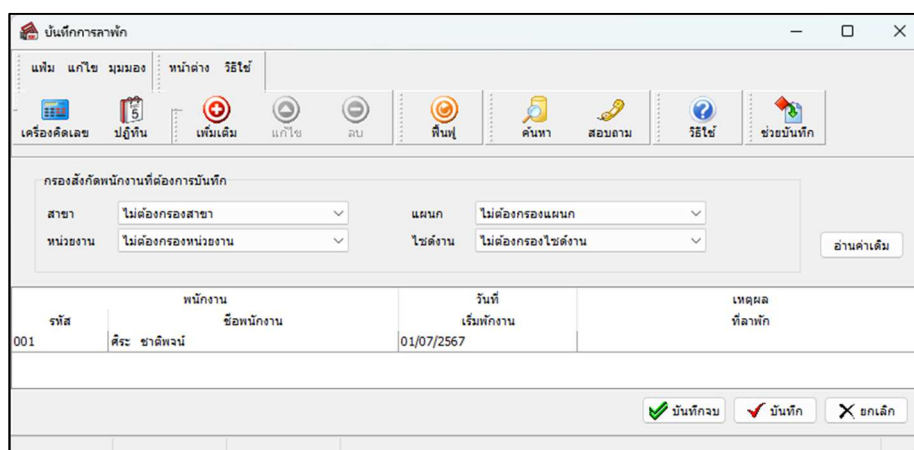 บันทึกการลาพัก
แฟ้ม แก้ไข มุมมอง หน้าต่าง วิธีใช้
เครื่องคิดเลข ปฏิทิน เพิ่มเติม แก้ไข ลบ ฟื้นฟู ค้นหา สอบถาม วิธีใช้ ช่วยบันทึก
กรองสังกัดพนักงานที่ต้องการบันทึก
สาขา ไม่ต้องกรองสาขา แผนก ไม่ต้องกรองแผนก
หน่วยงาน ไม่ต้องกรองหน่วยงาน ไซด์งาน ไม่ต้องกรองไซด์งาน
อ่านค่าเดิม
พนักงาน วันที่ เหตุผล
รหัส ชื่อพนักงาน เริ่มพักงาน ที่ลาพัก
001 ศิระ ชาติพจน์ 01/07/2567
บันทึกจบ บันทึก ยกเลิก